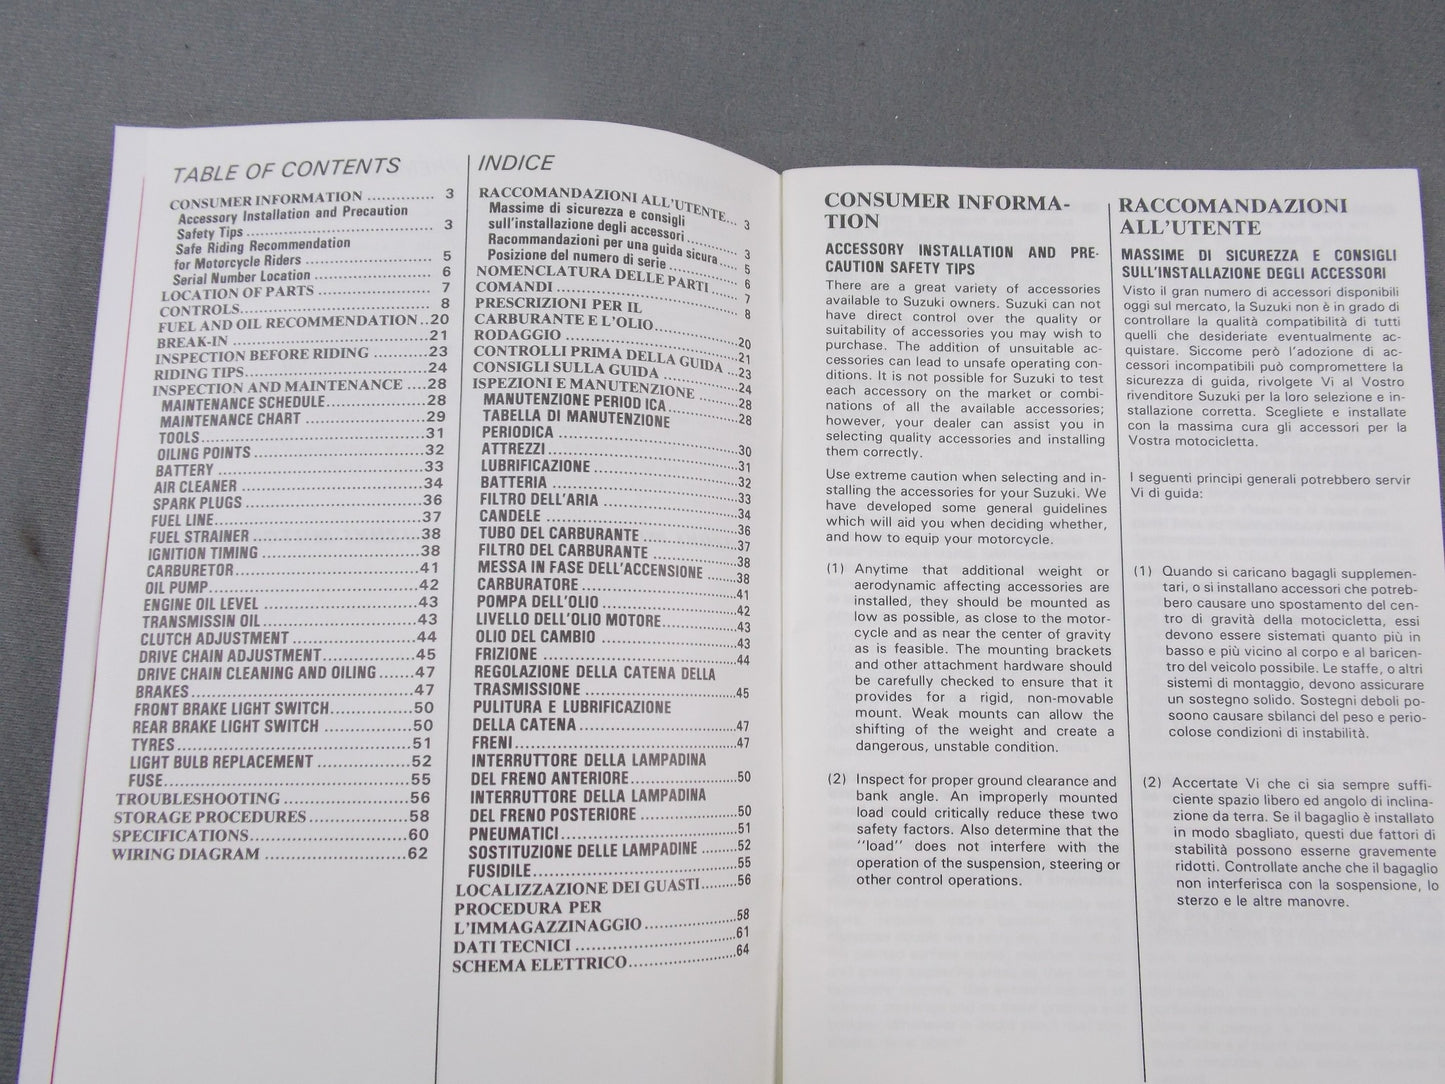 TABLE OF CONTENTS
CONSUMER INFORMATION .............. 3
Accessory Installation and Precaution
Safety Tips ...................................... 3
Safe Riding Recommendation
for Motorcycle Riders ....................... 5
Serial Number Location ..................... 6
LOCATION OF PARTS ...................... 7
CONTROLS.................................... 8
FUEL AND OIL RECOMMENDATION..20
BREAK-IN .....................................21
INSPECTION BEFORE RIDING ..........23
RIDING TIPS..................................24
INSPECTION AND MAINTENANCE ....28
MAINTENANCE SCHEDULE...................28
MAINTENANCE CHART .......................29
TOOLS..........................................31
OILING POINTS ................................32
BATTERY .......................................33
AIR CLEANER ..................................34
SPARK PLUGS .................................36
FUEL LINE......................................37
FUEL STRAINER ...............................38
IGNITION TIMING .............................38
CARBURETOR..................................41
OIL PUMP.......................................42
ENGINE OIL LEVEL ............................43
TRANSMISSIN OIL .............................43
CLUTCH ADJUSTMENT .......................44
DRIVE CHAIN ADJUSTMENT..................45
DRIVE CHAIN CLEANING AND OILING......47
BRAKES.........................................47
FRONT BRAKE LIGHT SWITCH...............50
REAR BRAKE LIGHT SWITCH ................50
TYRES...........................................51
LIGHT BULB REPLACEMENT .................52
FUSE.............................................55
TROUBLESHOOTING ........................56
STORAGE PROCEDURES ...................58
SPECIFICATIONS.............................60
WIRING DIAGRAM ..........................62
INDICE
RACCOMANDAZIONI ALL'UTENTE... 3
Massime di sicurezza e consigli
sull'installazione degli accessori........... 3
Racommandazioni per una guida sicura..... 5
Posizione del numero di serie ................ 6
NOMENCLATURA DELLE PARTI ....... 7
COMANDI .................................. 8
PRESCRIZIONI PER IL
CARBURANTE E L'OLIO.................20
RODAGGIO ................................21
CONTROLLI PRIMA DELLA GUIDA ...23
CONSIGLI SULLA GUIDA ...............24
ISPEZIONI E MANUTENZIONE ..........28
MANUTENZIONE PERIOD ICA................28
TABELLA DI MANUTENZIONE
PERIODICA ...................................30
ATTREZZI .....................................31
LUBRIFICAZIONE .............................32
BATTERIA .....................................33
FILTRO DELL'ARIA ...........................34
CANDELE ......................................36
TUBO DEL CARBURANTE ...................37
FILTRO DEL CARBURANTE ..................38
MESSA IN FASE DELL'ACCENSIONE .......38
CARBURATORE ................................41
POMPA DELL'OLIO ............................42
LIVELLO DELL'OLIO MOTORE................43
OLIO DEL CAMBIO ............................43
FRIZIONE ......................................44
REGOLAZIONE DELLA CATENA DELLA
TRASMISSIONE ...............................45
PULITURA E LUBRIFICAZIONE
DELLA CATENA ...............................47
FRENI...........................................47
INTERRUTTORE DELLA LAMPADINA
DEL FRENO ANTERIORE......................50
INTERRUTTORE DELLA LAMPADINA
DEL FRENO POSTERIORE ...................50
PNEUMATICI...................................51
SOSTITUZIONE DELLE LAMPADINE ........52
FUSIDILE.......................................55
LOCALIZZAZIONE DEI GUASTI........56
PROCEDURA PER
L'IMMAGAZZINAGGIO ..................58
DATI TECNICI .............................61
SCHEMA ELETTRICO.....................64
CONSUMER INFORMA-
TION
ACCESSORY INSTALLATION AND PRE-
CAUTION SAFETY TIPS
There are a great variety of accessories
available to Suzuki owners. Suzuki can not
have direct control over the quality or
suitability of accessories you may wish to
purchase. The addition of unsuitable ac-
cessories can lead to unsafe operating con-
ditions. It is not possible for Suzuki to test
each accessory on the market or combi-
nations of all the available accessories;
however, your dealer can assist you in
selecting quality accessories and installing
them correctly.
Use extreme caution when selecting and in-
stalling the accessories for your Suzuki. We
have developed some general guidelines
which will aid you when deciding whether,
and how to equip your motorcycle.
(1) Anytime that additional weight or
aerodynamic affecting accessories are
installed, they should be mounted as
low as possible, as close to the motor-
cycle and as near the center of gravity
as is feasible. The mounting brackets
and other attachment hardware should
be carefully checked to ensure that it
provides for a rigid, non-movable
mount. Weak mounts can allow the
shifting of the weight and create a
dangerous, unstable condition.
(2) Inspect for proper ground clearance and
bank angle. An improperly mounted
load could critically reduce these two
safety factors. Also determine that the
''load'' does not interfere with the
operation of the suspension, steering or
other control operations.
RACCOMANDAZIONI
ALL'UTENTE
MASSIME DI SICUREZZA E CONSIGLI
SULL'INSTALLAZIONE DEGLI ACCESSORI
Visto il gran numero di accessori disponibili
oggi sul mercato, la Suzuki non è in grado di
controllare la qualità compatibilità di tutti
quelli che desideriate eventualmente ac-
quistare. Siccome però l'adozione di ac-
cessori incompatibili può compromettere la
sicurezza di guida, rivolgete Vi al Vostro
rivenditore Suzuki per la loro selezione e in-
stallazione corretta. Scegliete e installate
con la massima cura gli accessori per la
Vostra motocicletta.
I seguenti principi generali potrebbero servir
Vi di guida:
(1) Quando si caricano bagagli supplemen-
tari, o si installano accessori che potreb-
bero causare uno spostamento del cen-
tro di gravità della motocicletta, essi
devono essere sistemati quanto più in
basso e più vicino al corpo e al baricen-
tro del veicolo possibile. Le staffe, o altri
sistemi di montaggio, devono assicurare
un sostegno solido. Sostegni deboli po-
soono causare sbilanci del peso e perio-
colose condizioni di instabilità.
(2) Accertate Vi che ci sia sempre suffi-
ciente spazio libero ed angolo di inclina-
zione da terra. Se il bagaglio è installato
in modo sbagliato, questi due fattori di
stabilità possono esserne gravemente
ridotti. Controllate anche che il bagaglio
non interferisca con la sospensione, lo
sterzo e le altre manovre.